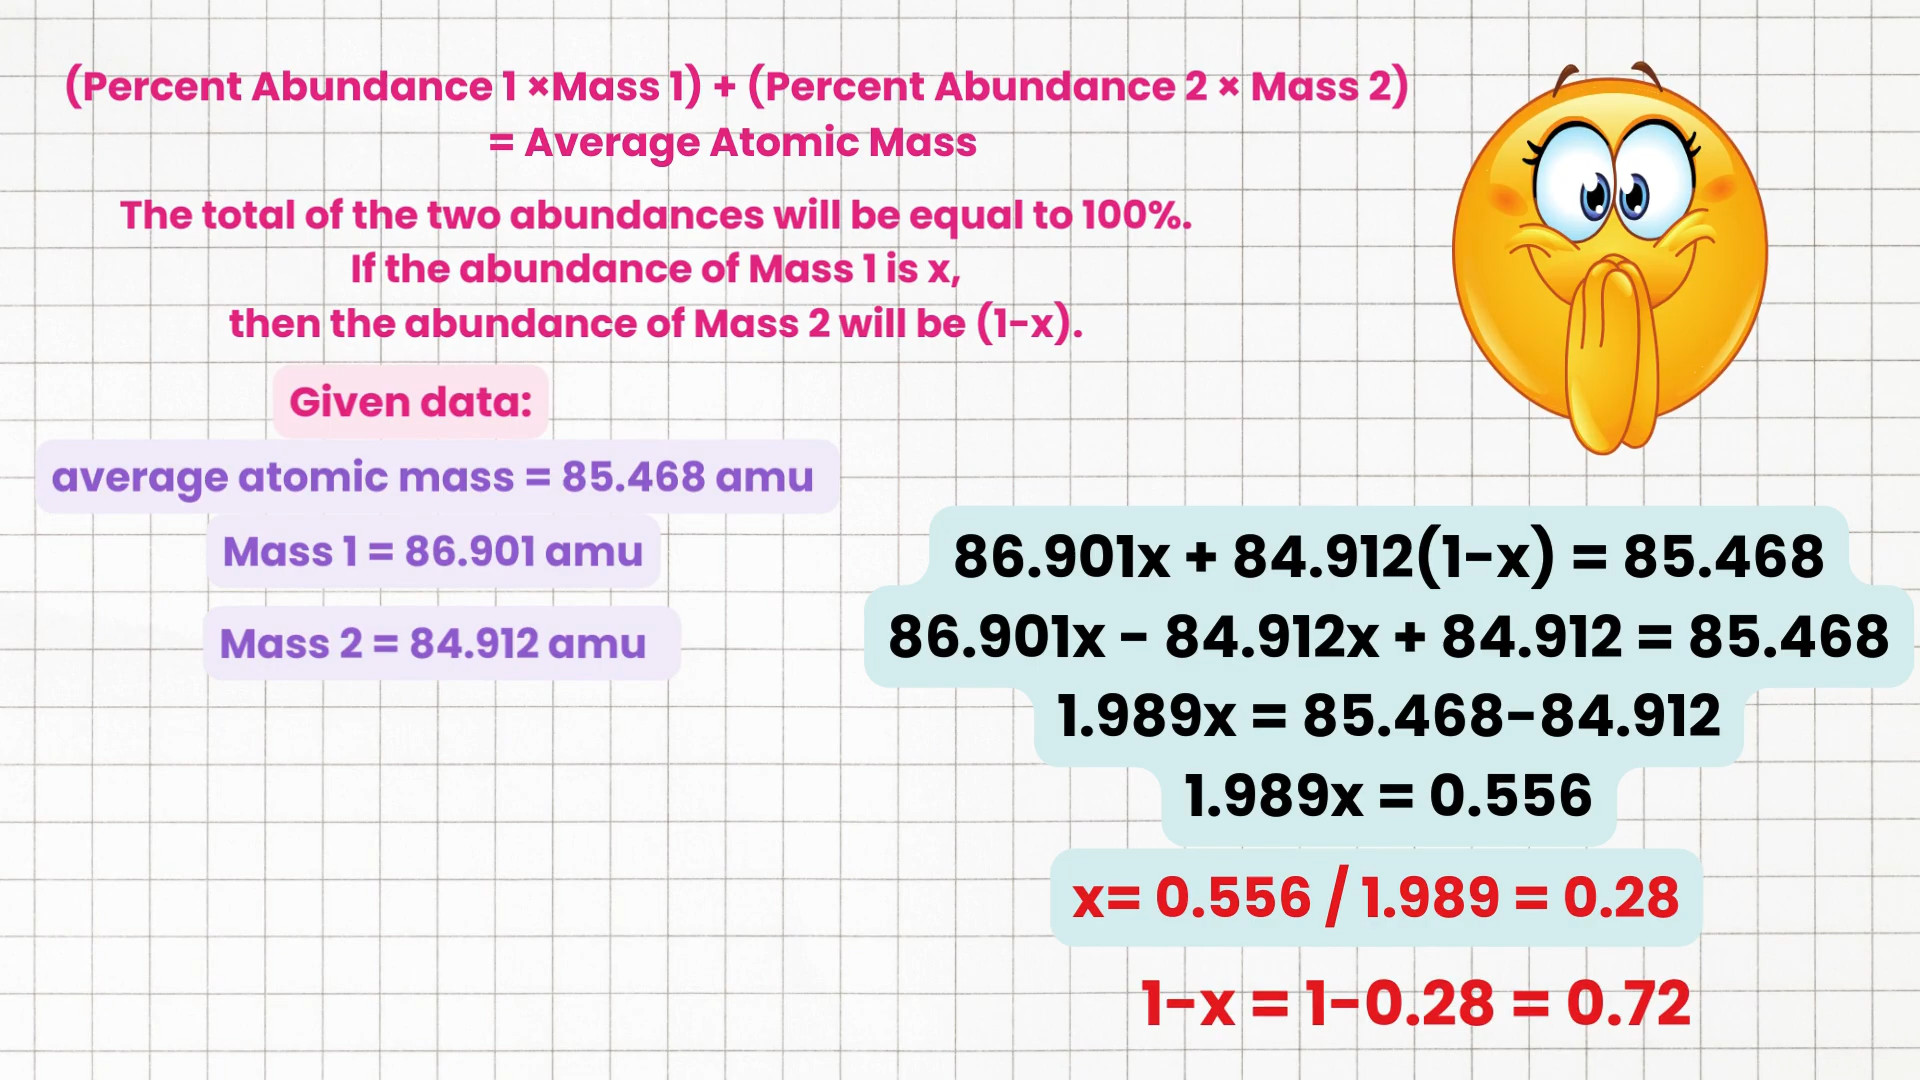 (Percent Abundance 1 ×Mass 1) + (Percent Abundance 2 × Mass 2)
= Average Atomic Mass
The total of the two abundances will be equal to 100%.
If the abundance of Mass 1 is x,
then the abundance of Mass 2 will be (1-x).
Given data:
average atomic mass = 85.468 amu
Mass 1 = 86.901 amu
Mass 2 = 84.912 amu
86.901x + 84.912(1-x) = 85.468
86.901x - 84.912x + 84.912 = 85.468
1.989x = 85.468-84.912
1.989x = 0.556
x= 0.556 / 1.989 = 0.28
1-x = 1-0.28 = 0.72